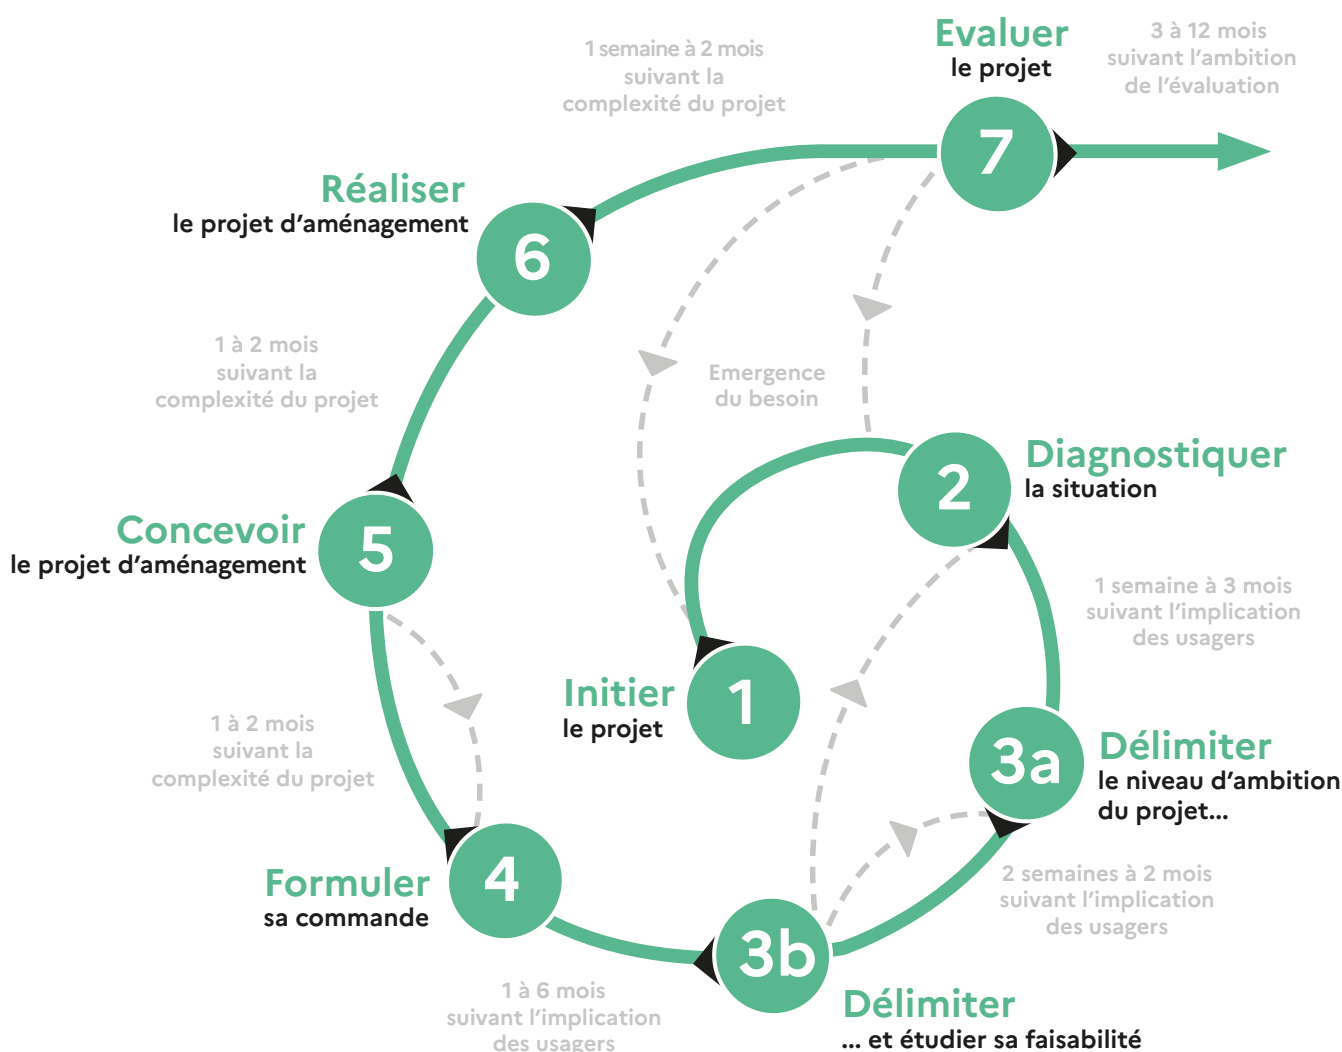 1 semaine à 2 mois
suivant la
complexité du projet
Evaluer
le projet
3 à 12 mois
suivant l'ambition
de l'évaluation
7
Réaliser
le projet d'aménagement
6
1 à 2 mois
suivant la
complexité du projet
Emergence
du besoin
2
Diagnostiquer
la situation
Concevoir
le projet d'aménagement
5
1 semaine à 3 mois
suivant l'implication
des usagers
Initier
le projet
1
1 à 2 mois
suivant la
complexité du projet
3a
Délimiter
le niveau d'ambition
du projet...
Formuler
sa commande
4
2 semaines à 2 mois
suivant l'implication
des usagers
3b
Délimiter
... et étudier sa faisabilité
1 à 6 mois
suivant l'implication
des usagers